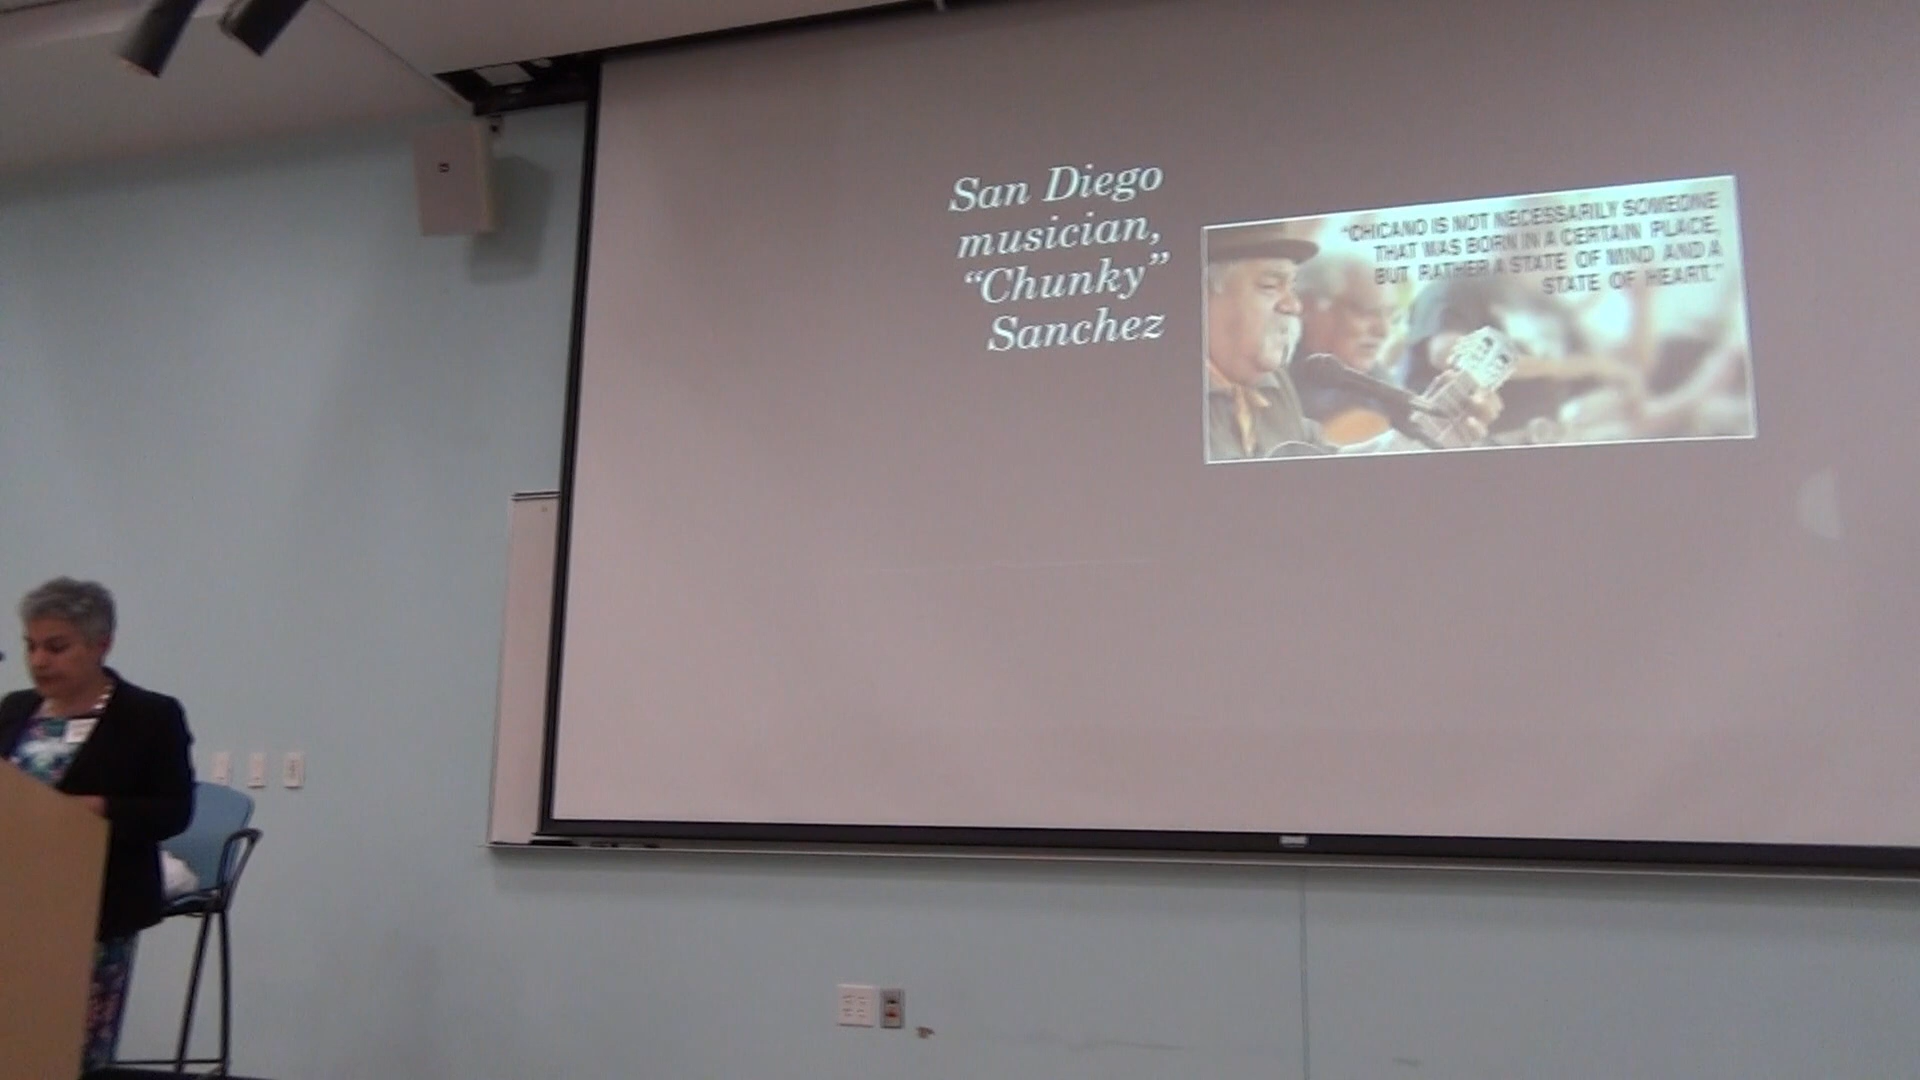 San Diego
musician,
“Chunky”
Sanchez
“CHICANO IS NOT NECESSARILY SOMEONE
THAT WAS BORN IN A CERTAIN PLACE,
BUT RATHER A STATE OF MIND AND A
STATE OF HEART.”